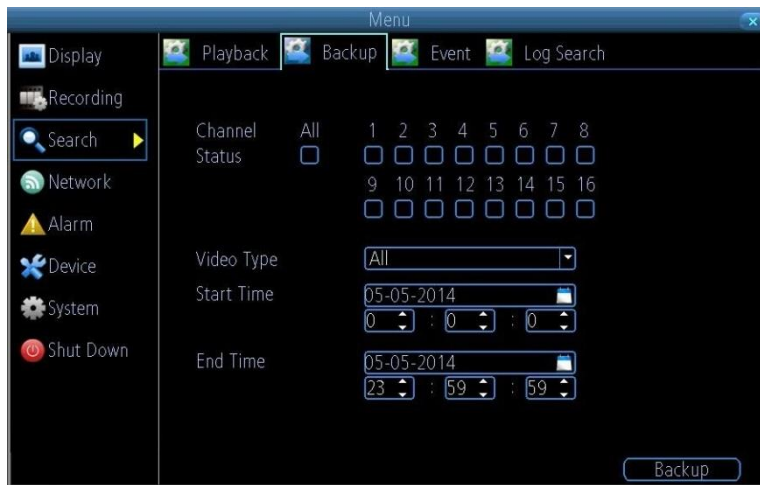 Menu
Display
Recording
Search
Network
Alarm
Device
System
Shut Down
Playback Backup Event Log Search
Channel All 1 2 3 4 5 6 7 8
Status
9 10 11 12 13 14 15 16
Video Type All
Start Time 05-05-2014
0 : 0 : 0
End Time 05-05-2014
23 : 59 : 59
Backup